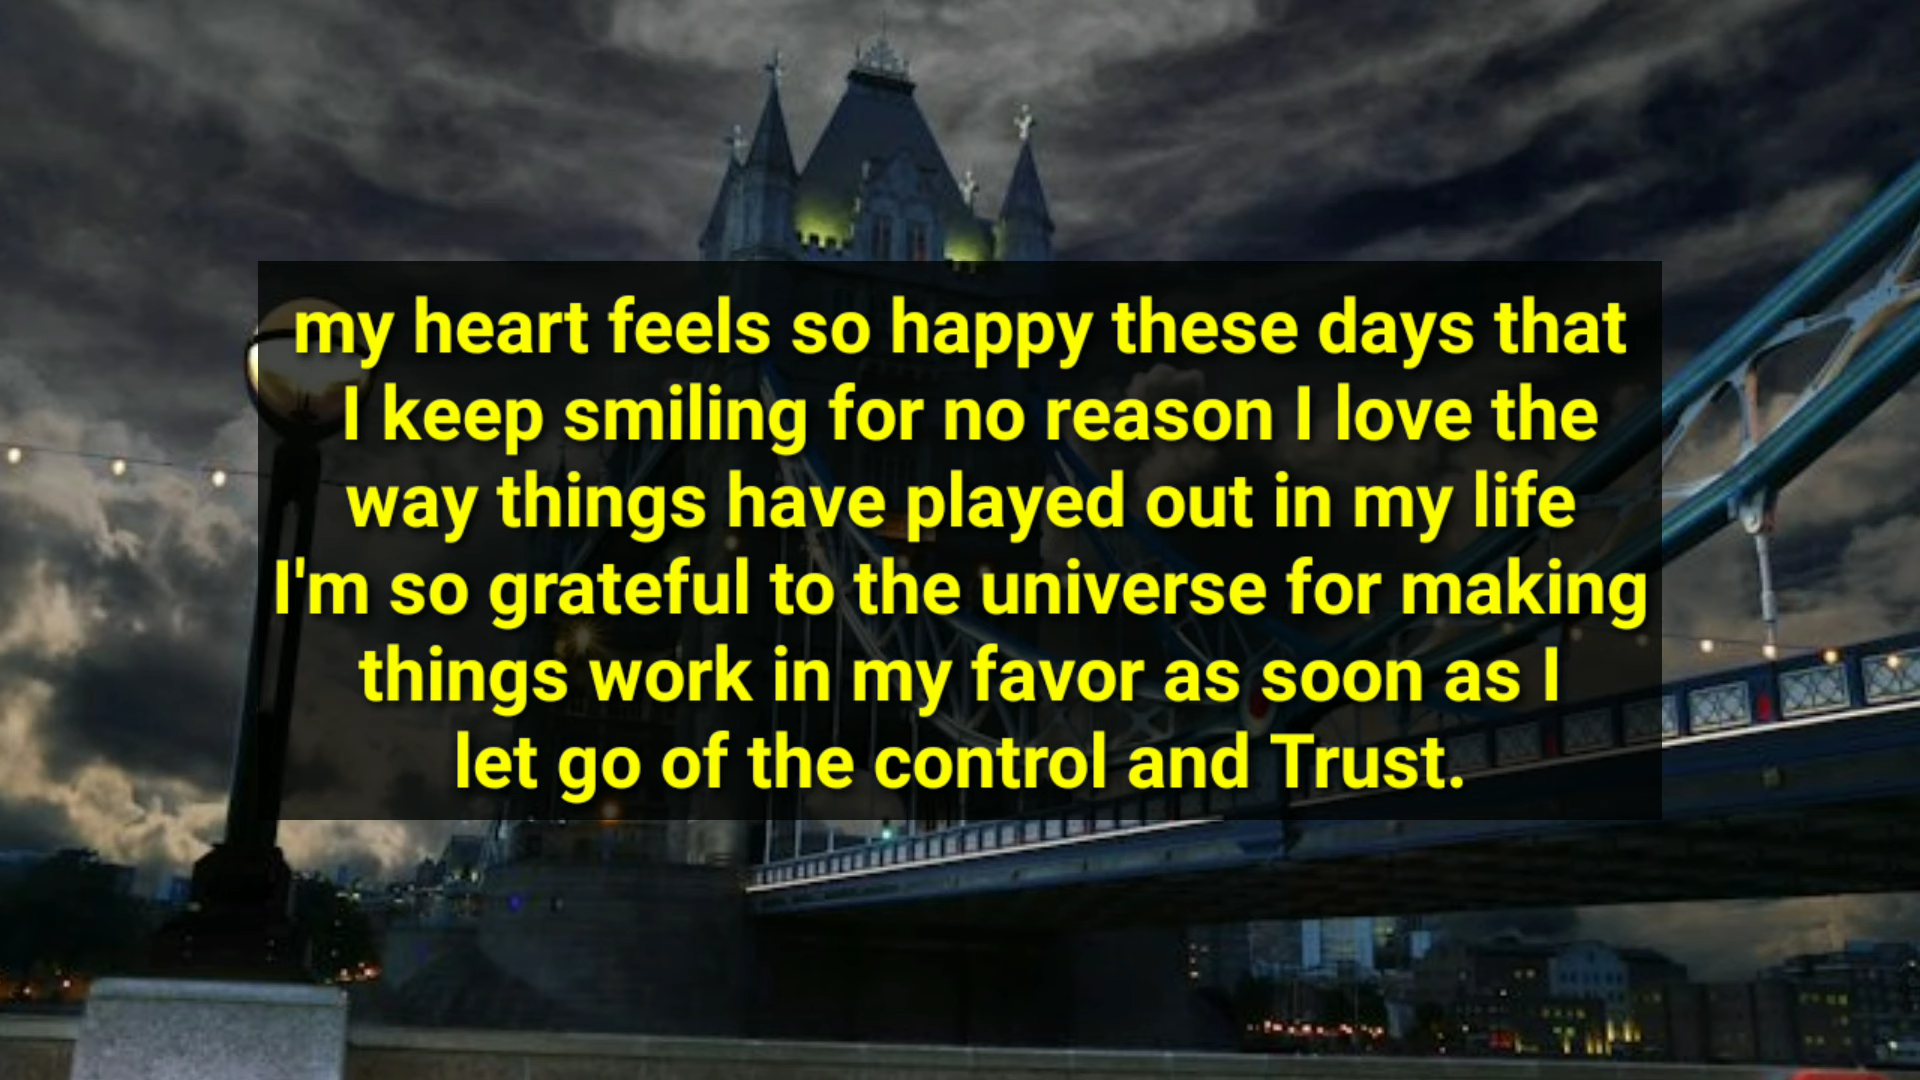 my heart feels so happy these days that
I keep smiling for no reason I love the
way things have played out in my life
I'm so grateful to the universe for making
things work in my favor as soon as I
let go of the control and Trust.